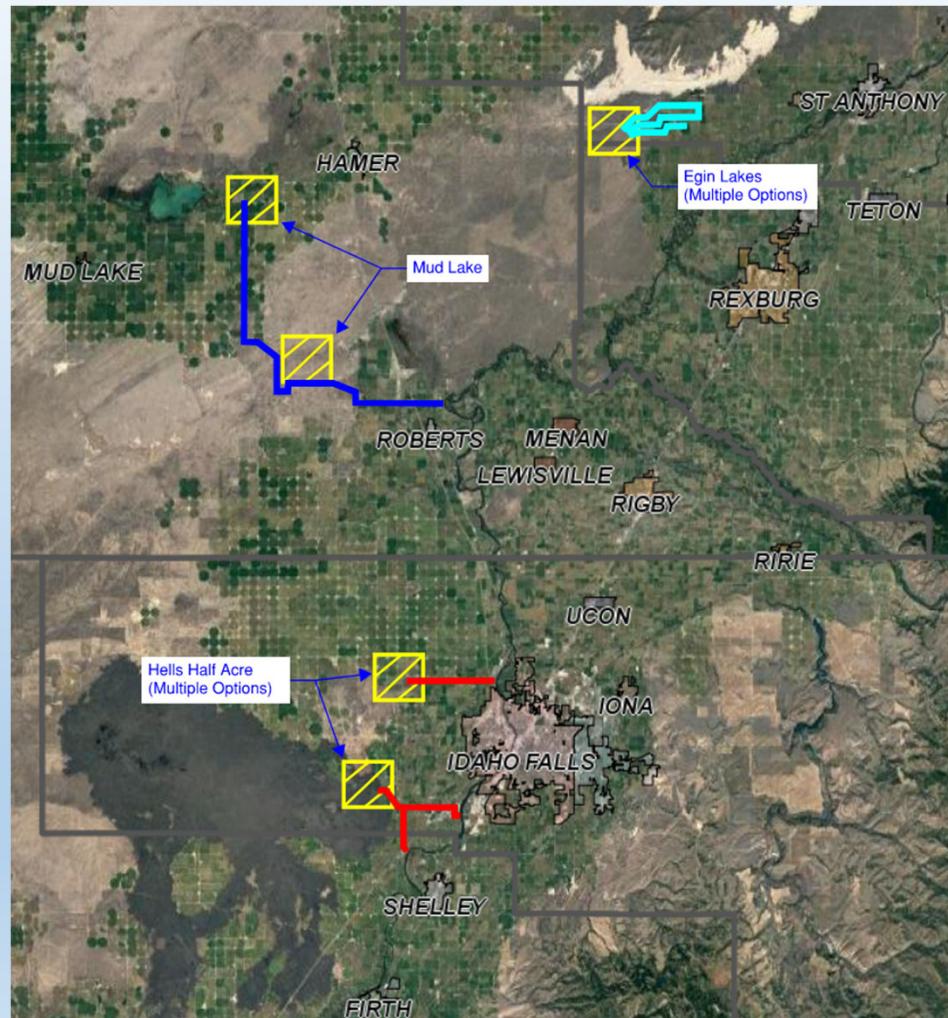 ST ANTHONY
HAMER
Egin Lakes
(Multiple Options)
TETON
MUD LAKE
Mud Lake
REXBURG
ROBERTS
MENAN
LEWISVILLE
RIGBY
RIRIE
UCON
Hells Half Acre
(Multiple Options)
IONA
IDAHO FALLS
SHELLEY
FIRTH